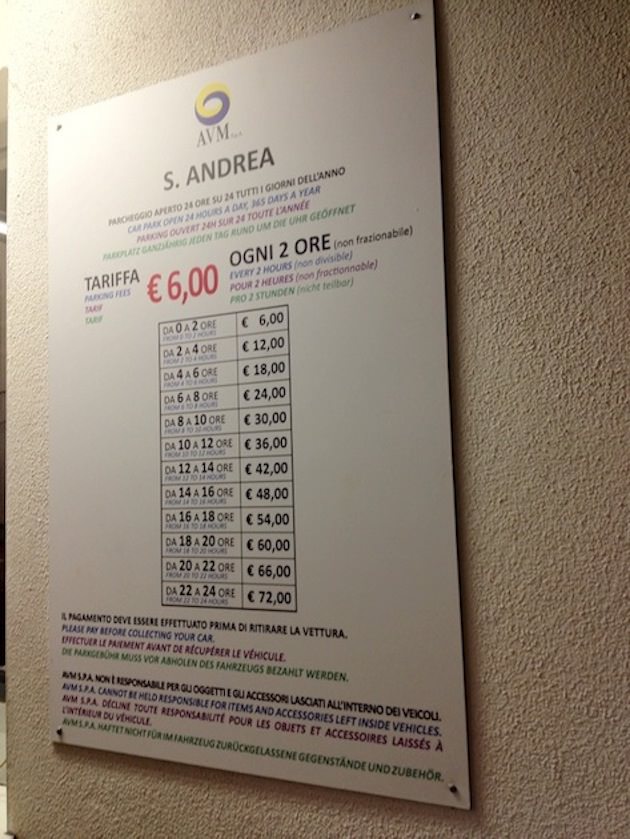 AVM S.p.A.
S. ANDREA
PARCHEGGIO APERTO 24 ORE SU 24 TUTTI I GIORNI DELL'ANNO
CAR PARK OPEN 24 HOURS A DAY, 365 DAYS A YEAR
PARKING OUVERT 24H SUR 24 TOUTE L'ANNÉE
PARKPLATZ GANZJÄHRIG JEDEN TAG RUND UM DIE UHR GEÖFFNET
TARIFFA
PARKING FEES
TARIF
TARIF
€ 6,00
OGNI 2 ORE (non frazionabile)
EVERY 2 HOURS (non divisible)
POUR 2 HEURES (non fractionnable)
PRO 2 STUNDEN (nicht teilbar)
DA 0 A 2 ORE € 6,00
FROM 0 TO 2 HOURS
DA 2 A 4 ORE € 12,00
FROM 2 TO 4 HOURS
DA 4 A 6 ORE € 18,00
FROM 4 TO 6 HOURS
DA 6 A 8 ORE € 24,00
FROM 6 TO 8 HOURS
DA 8 A 10 ORE € 30,00
FROM 8 TO 10 HOURS
DA 10 A 12 ORE € 36,00
FROM 10 TO 12 HOURS
DA 12 A 14 ORE € 42,00
FROM 12 TO 14 HOURS
DA 14 A 16 ORE € 48,00
FROM 14 TO 16 HOURS
DA 16 A 18 ORE € 54,00
FROM 16 TO 18 HOURS
DA 18 A 20 ORE € 60,00
FROM 18 TO 20 HOURS
DA 20 A 22 ORE € 66,00
FROM 20 TO 22 HOURS
DA 22 A 24 ORE € 72,00
FROM 22 TO 24 HOURS
IL PAGAMENTO DEVE ESSERE EFFETTUATO PRIMA DI RITIRARE LA VETTURA.
PLEASE PAY BEFORE COLLECTING YOUR CAR.
EFFECTUER LE PAIEMENT AVANT DE RÉCUPÉRER LE VÉHICULE.
DIE PARKGEBÜHR MUSS VOR ABHOLEN DES FAHRZEUGS BEZAHLT WERDEN.
AVM S.P.A. NON È RESPONSABILE PER GLI OGGETTI E GLI ACCESSORI LASCIATI ALL'INTERNO DEI VEICOLI.
AVM S.P.A. CANNOT BE HELD RESPONSIBLE FOR ITEMS AND ACCESSORIES LEFT INSIDE VEHICLES.
AVM S.P.A. DÉCLINE TOUTE RESPONSABILITÉ POUR LES OBJETS ET ACCESSOIRES LAISSÉS À
L'INTÉRIEUR DU VÉHICULE.
AVM S.P.A. HAFTET NICHT FÜR IM FAHRZEUG ZURÜCKGELASSENE GEGENSTÄNDE UND ZUBEHÖR.